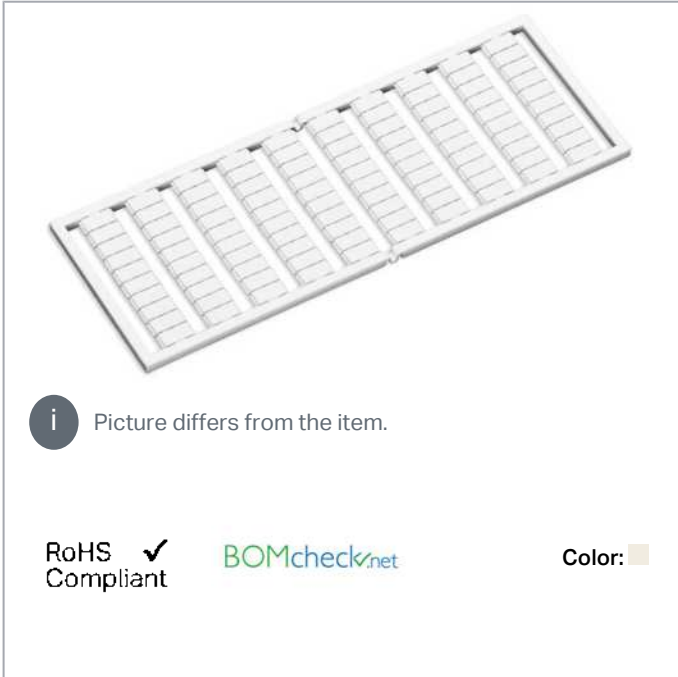 i Picture differs from the item.
RoHS ✓ BOMcheck.net Color:
Compliant